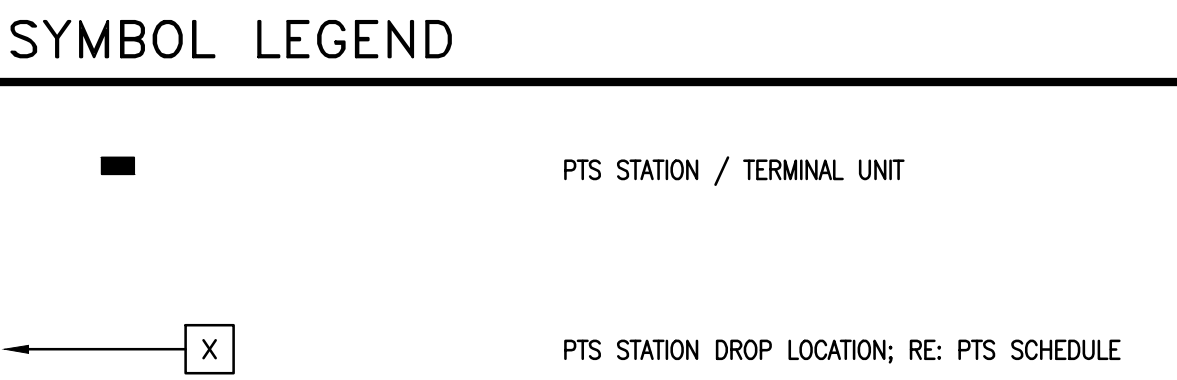 SYMBOL LEGEND
PTS STATION / TERMINAL UNIT
X
PTS STATION DROP LOCATION; RE: PTS SCHEDULE